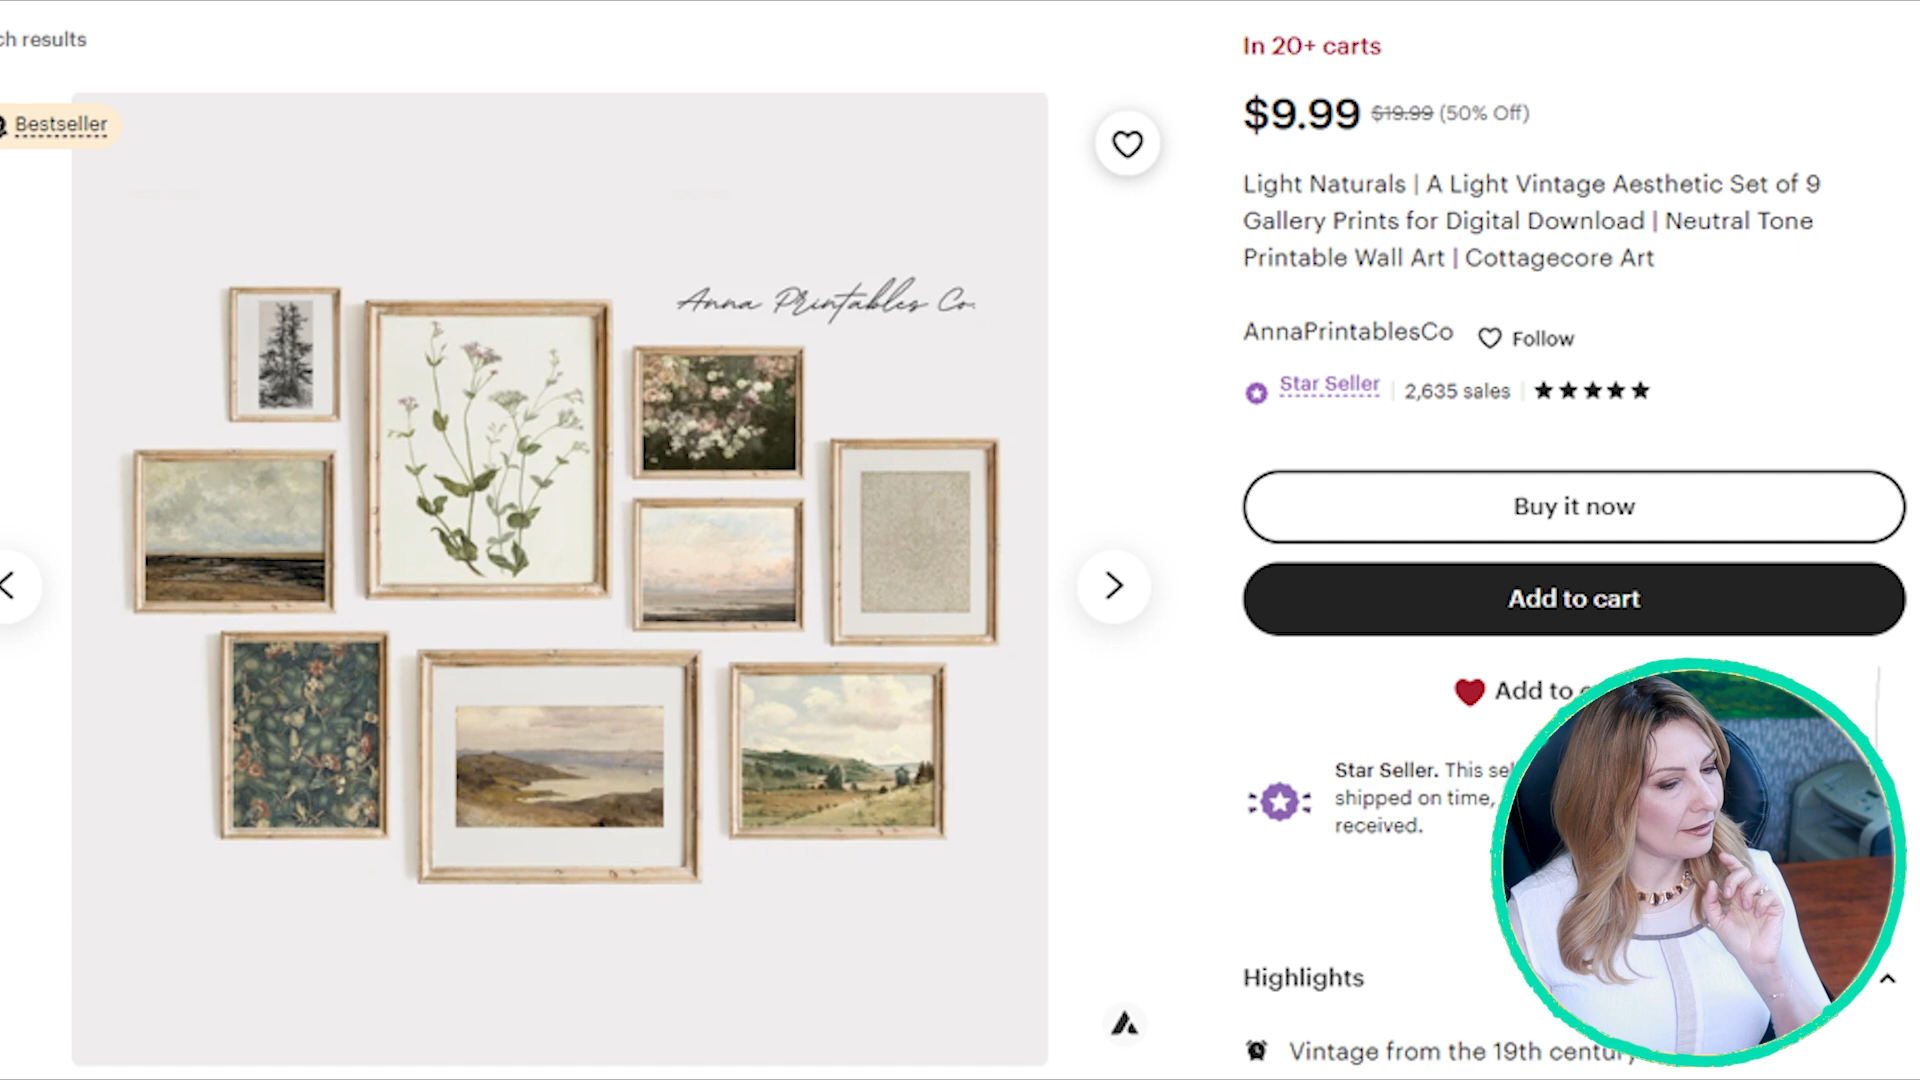 ch results
Bestseller
Anna Printables Co.
In 20+ carts
$9.99 $19.99 (50% Off)
Light Naturals | A Light Vintage Aesthetic Set of 9
Gallery Prints for Digital Download | Neutral Tone
Printable Wall Art | Cottagecore Art
AnnaPrintablesCo Follow
Star Seller | 2,635 sales
Buy it now
Add to cart
Add to
Star Seller. This
shipped on time,
received.
Highlights
Vintage from the 19th